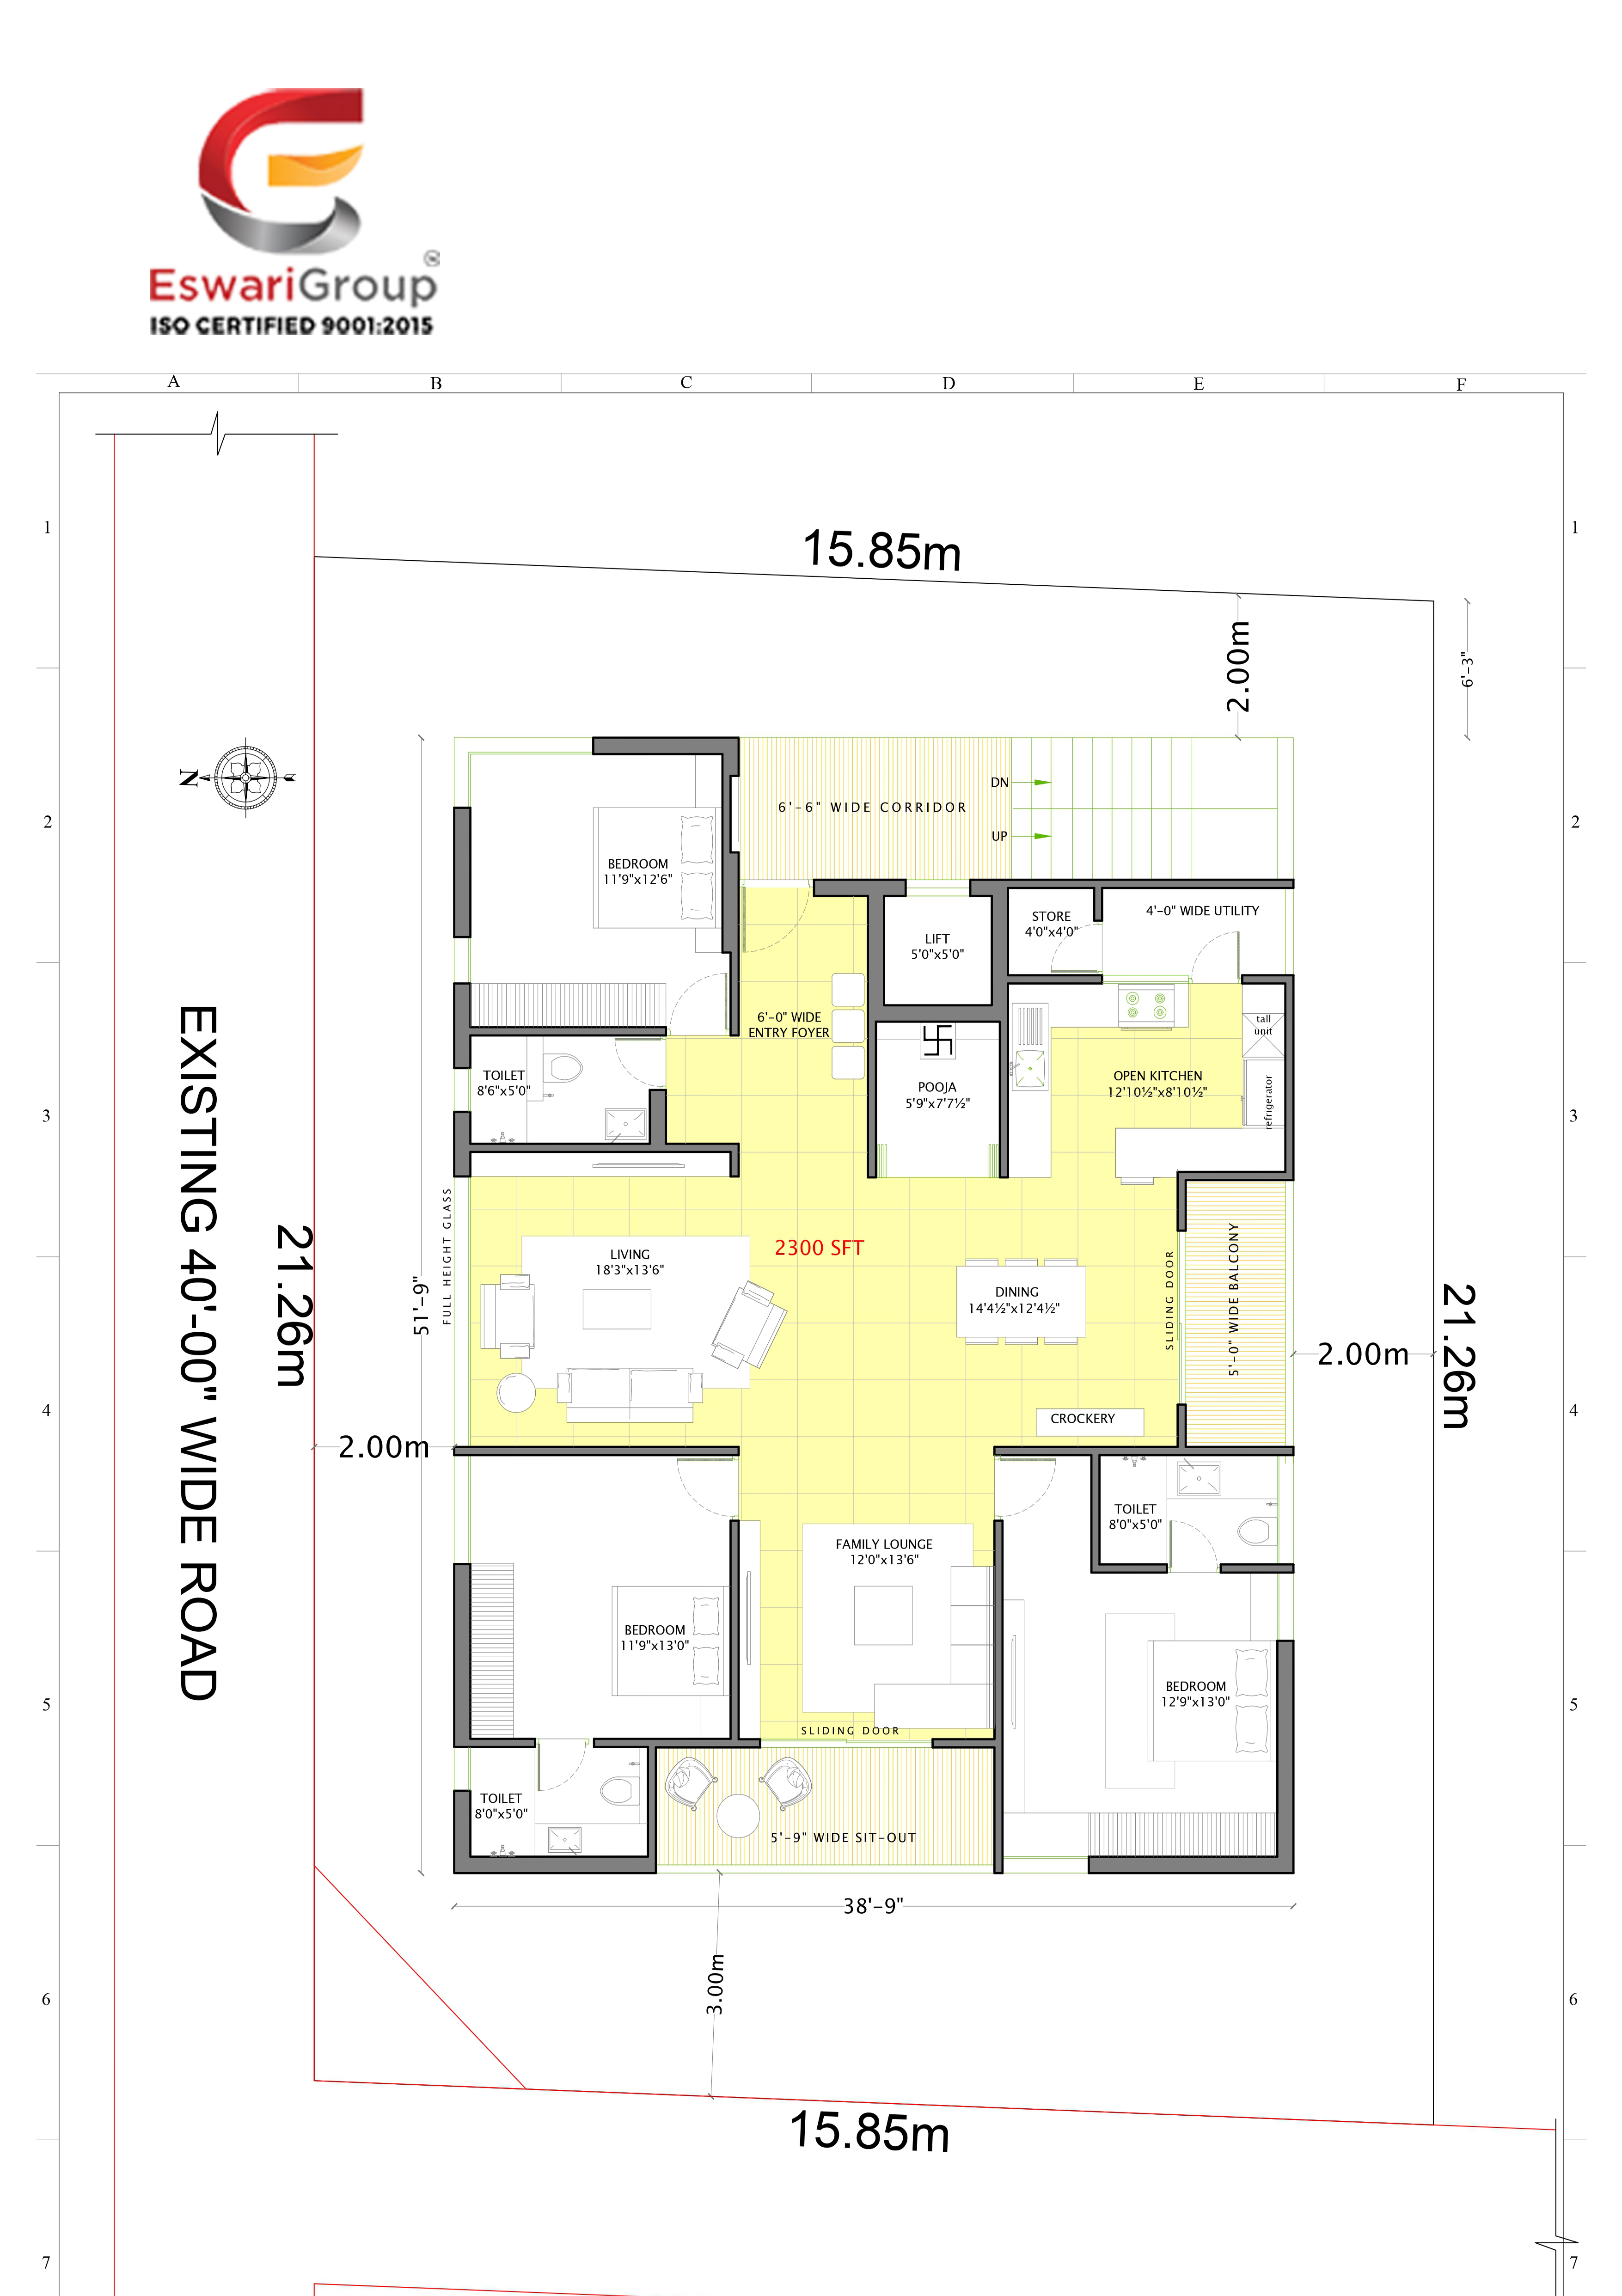 EswariGroup
ISO CERTIFIED 9001:2015
A B C D E F
1
1
15.85m
2.00m
6'-3"
N
2
2
DN
6'-6" WIDE CORRIDOR
UP
BEDROOM
11'9"x12'6"
STORE
4'0"x4'0"
4'-0" WIDE UTILITY
LIFT
5'0"x5'0"
6'-0" WIDE
ENTRY FOYER
tall
unit
TOILET
8'6"x5'0"
POOJA
5'9"x7'7½"
OPEN KITCHEN
12'10½"x8'10½"
refrigerator
3
3
EXISTING 40'-00" WIDE ROAD
21.26m
51'-9"
FULL HEIGHT GLASS
LIVING
18'3"x13'6"
2300 SFT
DINING
14'4½"x12'4½"
SLIDING DOOR
5'-0" WIDE BALCONY
2.00m
21.26m
4
4
CROCKERY
2.00m
TOILET
8'0"x5'0"
FAMILY LOUNGE
12'0"x13'6"
BEDROOM
11'9"x13'0"
BEDROOM
12'9"x13'0"
5
5
SLIDING DOOR
TOILET
8'0"x5'0"
5'-9" WIDE SIT-OUT
38'-9"
3.00m
6
6
15.85m
7
7